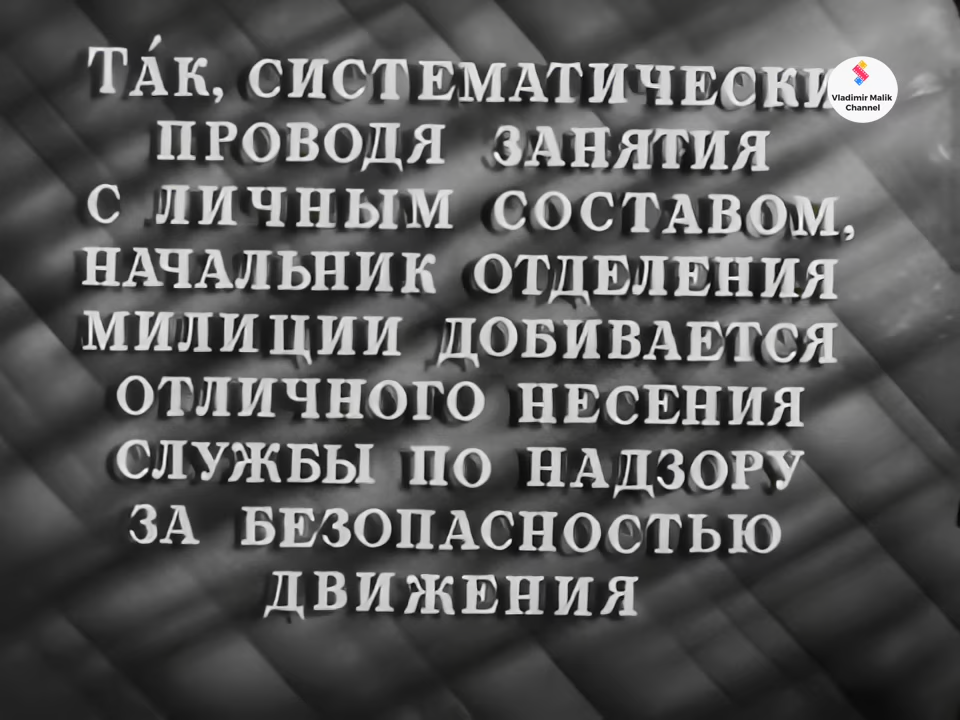 ТА́К, СИСТЕМАТИЧЕСКИ
ПРОВОДЯ ЗАНЯТИЯ
С ЛИЧНЫМ СОСТАВОМ,
НАЧАЛЬНИК ОТДЕЛЕНИЯ
МИЛИЦИИ ДОБИВАЕТСЯ
ОТЛИЧНОГО НЕСЕНИЯ
СЛУЖБЫ ПО НАДЗОРУ
ЗА БЕЗОПАСНОСТЬЮ
ДВИЖЕНИЯ
Vladimir Malik
Channel